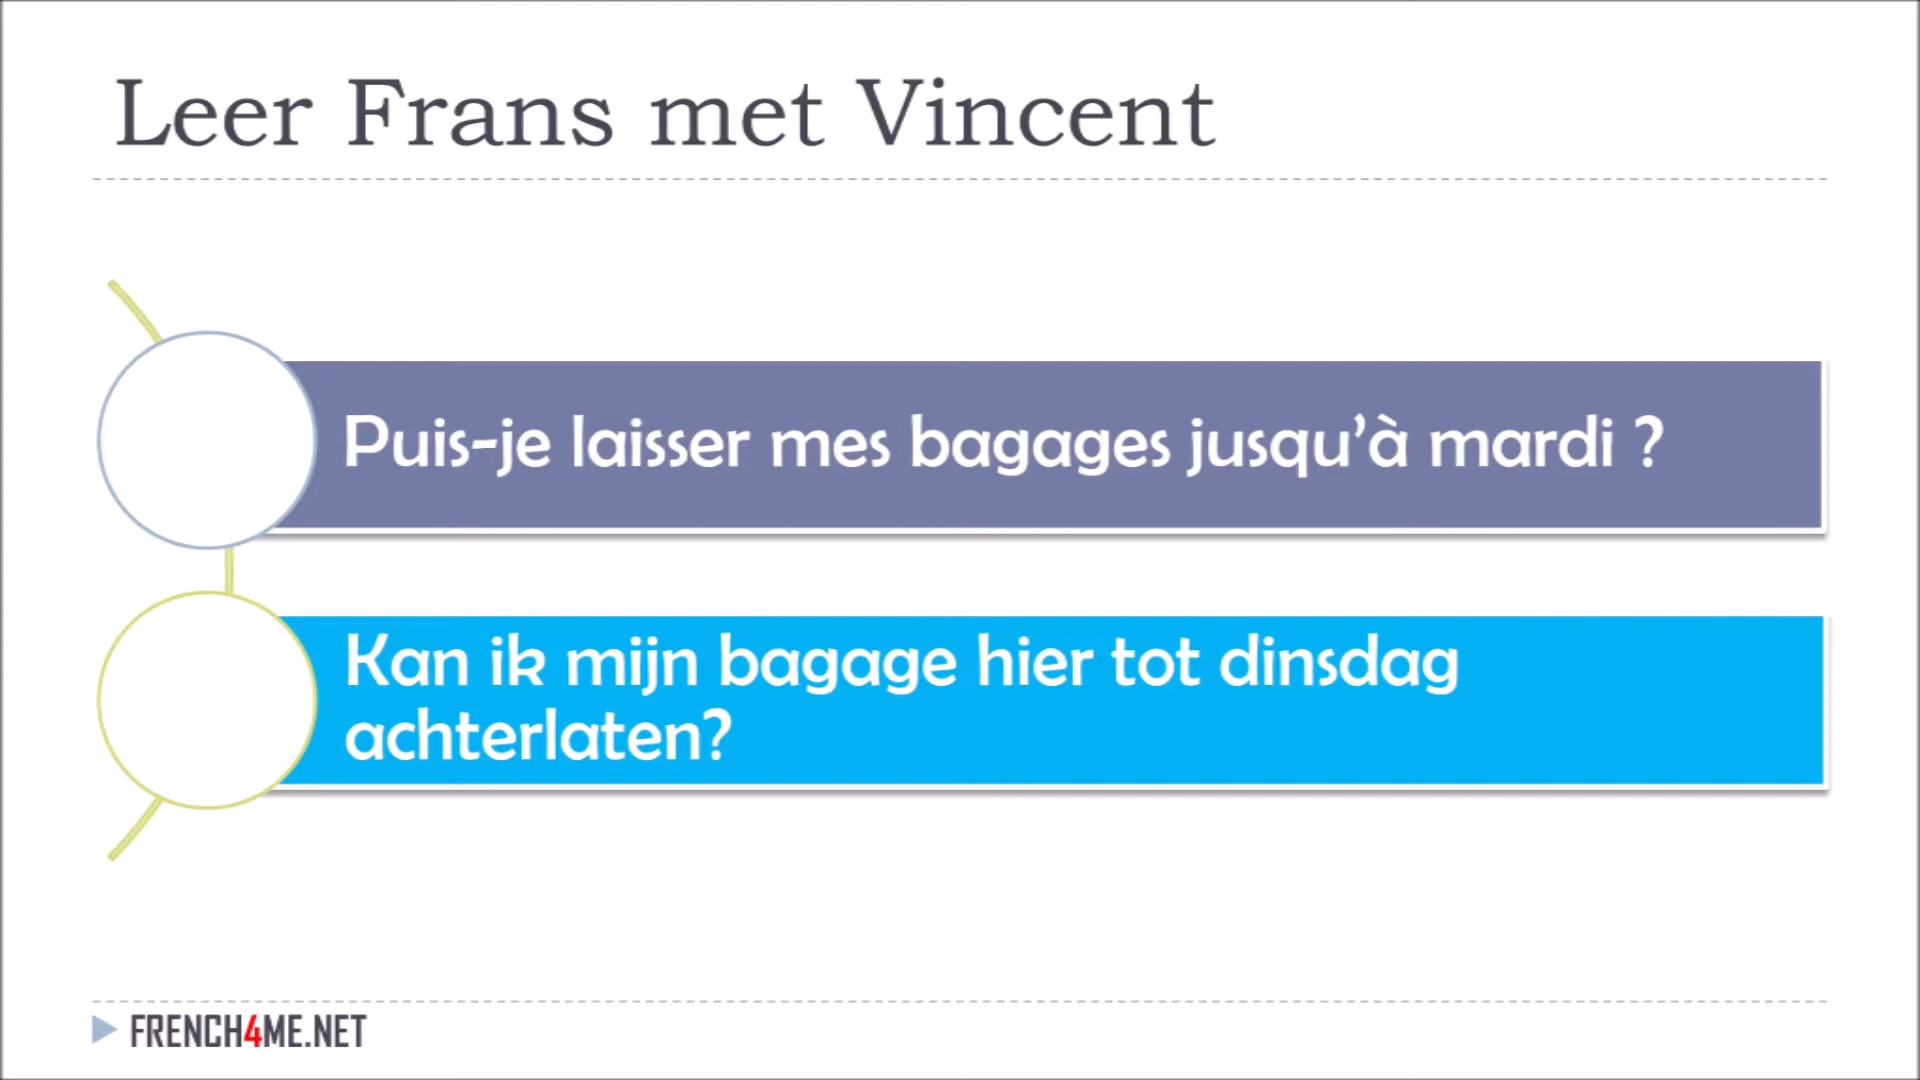 Leer Frans met Vincent
Puis-je laisser mes bagages jusqu’à mardi ?
Kan ik mijn bagage hier tot dinsdag
achterlaten?
FRENCH4ME.NET